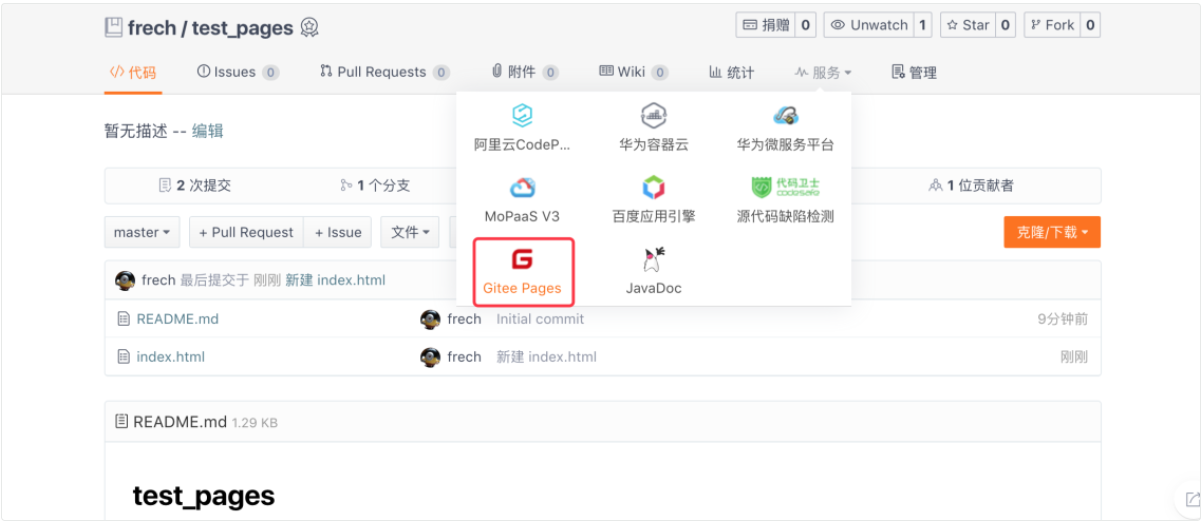 frech / test_pages
捐赠 0 Unwatch 1 Star 0 Fork 0
代码 Issues 0 Pull Requests 0 附件 0 Wiki 0 统计 服务 管理
暂无描述 -- 编辑
阿里云CodeP... 华为容器云 华为微服务平台
代码卫士
codesafe
MoPaaS V3 百度应用引擎 源代码缺陷检测
Gitee Pages JavaDoc
2 次提交 1 个分支 1 位贡献者
master + Pull Request + Issue 文件 克隆/下载
frech 最后提交于 刚刚 新建 index.html
README.md frech Initial commit 9分钟前
index.html frech 新建 index.html 刚刚
README.md 1.29 KB
test_pages